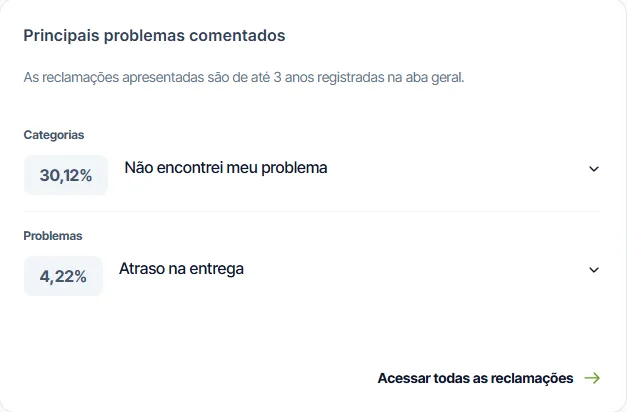 Principais problemas comentados
As reclamações apresentadas são de até 3 anos registradas na aba geral.
Categorias
30,12% Não encontrei meu problema
Problemas
4,22% Atraso na entrega
Acessar todas as reclamações